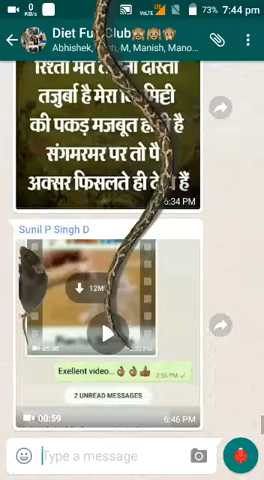 0
KB/s
VoLTE
73% 7:44 pm
Diet Fu Club
Abhishek, M, Manish, Mano...
रिश्ता मत
तजुर्बा है मेरा मिट्टी
की पकड़ मजबूत है
संगमरमर पर तो
अक्सर फिसलते ही हैं
6:34 PM
Sunil P Singh D
12M
05:00
Exellent video...
2:55 PM
2 UNREAD MESSAGES
00:59
6:46 PM
Type a message